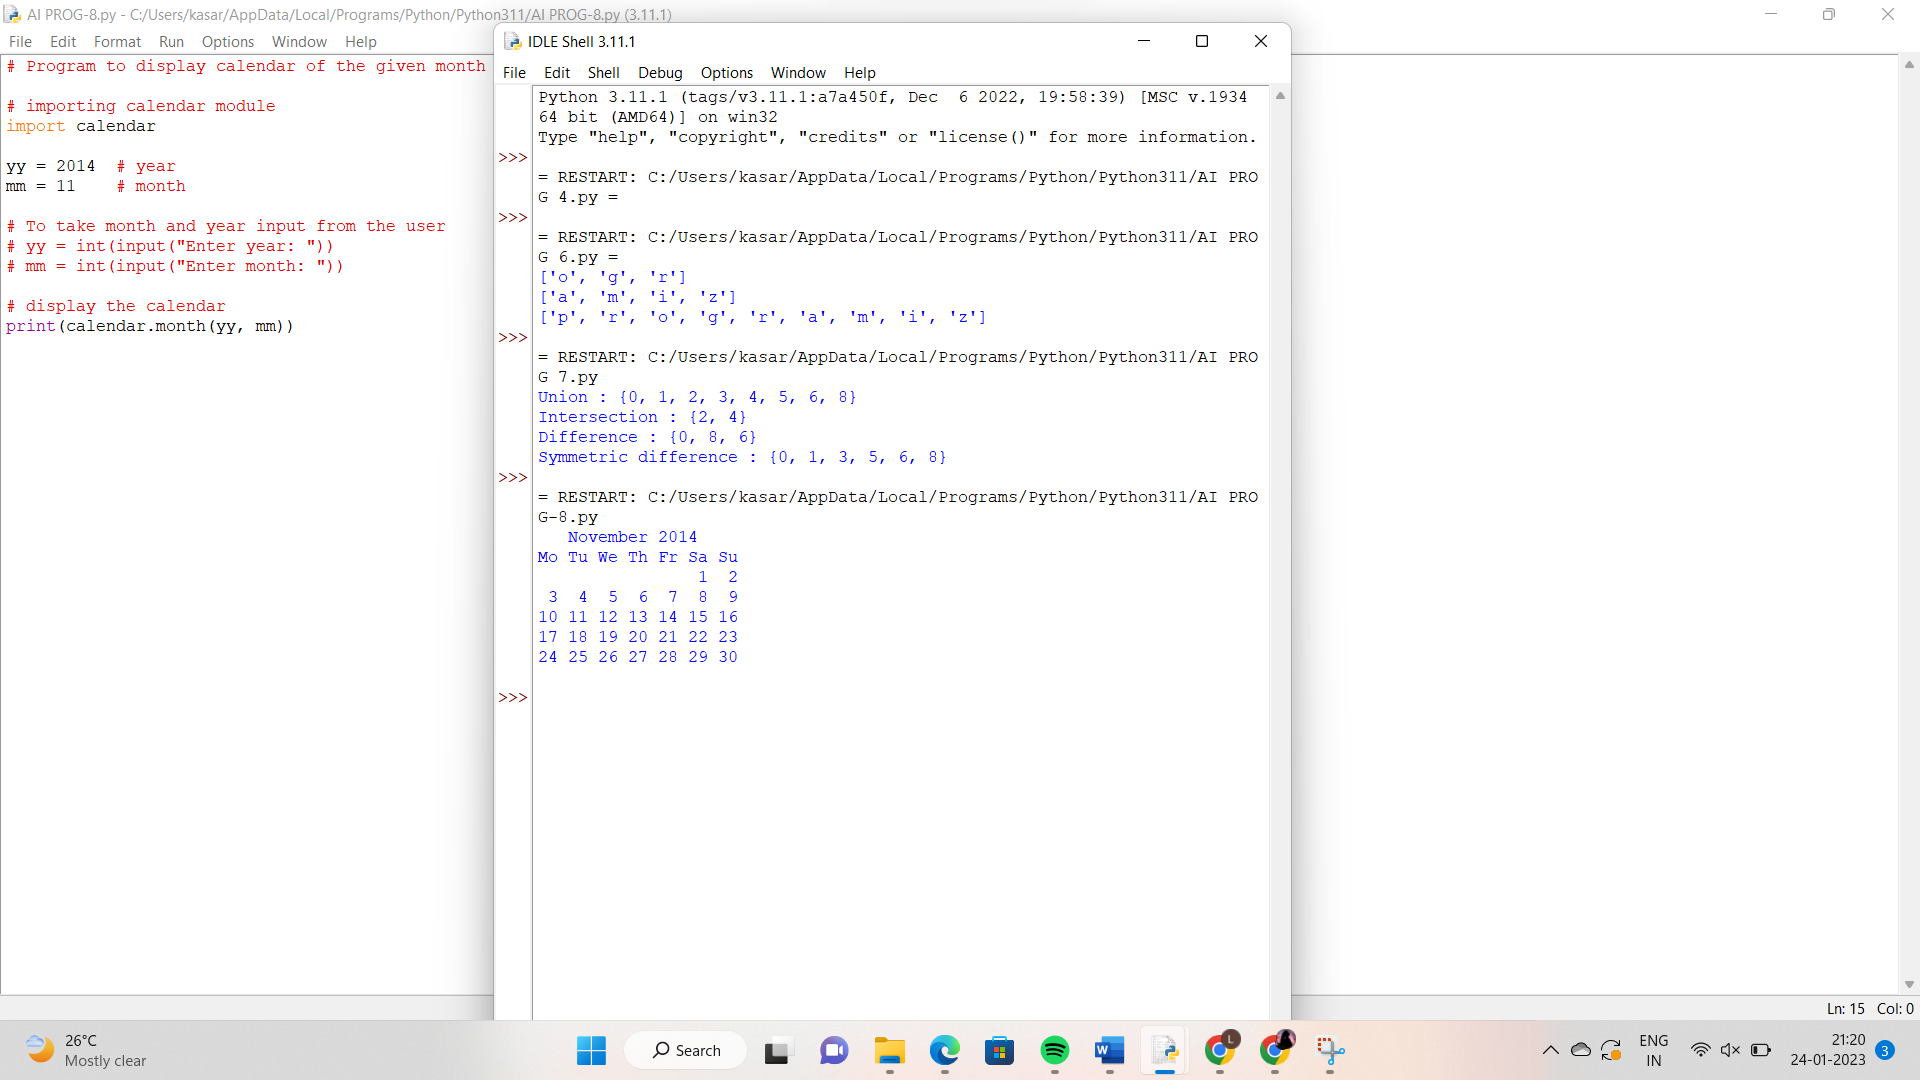 AI PROG-8.py - C:/Users/kasar/AppData/Local/Programs/Python/Python311/AI PROG-8.py (3.11.1)
File Edit Format Run Options Window Help
# Program to display calendar of the given month
# importing calendar module
import calendar
yy = 2014  # year
mm = 11    # month
# To take month and year input from the user
# yy = int(input("Enter year: "))
# mm = int(input("Enter month: "))
# display the calendar
print(calendar.month(yy, mm))
IDLE Shell 3.11.1
File Edit Shell Debug Options Window Help
Python 3.11.1 (tags/v3.11.1:a7a450f, Dec  6 2022, 19:58:39) [MSC v.1934
64 bit (AMD64)] on win32
Type "help", "copyright", "credits" or "license()" for more information.
>>>
= RESTART: C:/Users/kasar/AppData/Local/Programs/Python/Python311/AI PRO
G 4.py =
>>>
= RESTART: C:/Users/kasar/AppData/Local/Programs/Python/Python311/AI PRO
G 6.py =
['o', 'g', 'r']
['a', 'm', 'i', 'z']
['p', 'r', 'o', 'g', 'r', 'a', 'm', 'i', 'z']
>>>
= RESTART: C:/Users/kasar/AppData/Local/Programs/Python/Python311/AI PRO
G 7.py
Union : {0, 1, 2, 3, 4, 5, 6, 8}
Intersection : {2, 4}
Difference : {0, 8, 6}
Symmetric difference : {0, 1, 3, 5, 6, 8}
>>>
= RESTART: C:/Users/kasar/AppData/Local/Programs/Python/Python311/AI PRO
G-8.py
   November 2014
Mo Tu We Th Fr Sa Su
                1  2
 3  4  5  6  7  8  9
10 11 12 13 14 15 16
17 18 19 20 21 22 23
24 25 26 27 28 29 30
>>>
Ln: 15 Col: 0
26°C
Mostly clear
Search
W
L
ENG
IN
21:20
24-01-2023
3